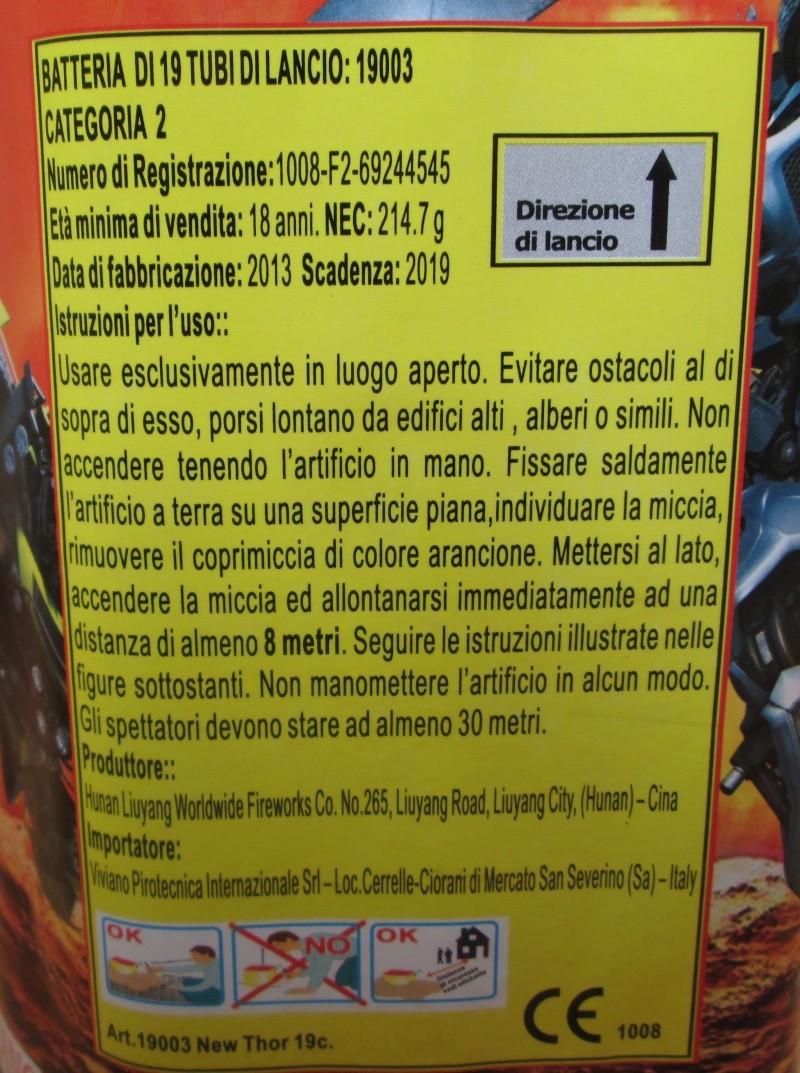 BATTERIA DI 19 TUBI DI LANCIO: 19003
CATEGORIA 2
Numero di Registrazione:1008-F2-69244545
Età minima di vendita: 18 anni. NEC: 214.7 g
Data di fabbricazione: 2013 Scadenza: 2019
Direzione
di lancio
Istruzioni per l'uso::
Usare esclusivamente in luogo aperto. Evitare ostacoli al di
sopra di esso, porsi lontano da edifici alti , alberi o simili. Non
accendere tenendo l'artificio in mano. Fissare saldamente
l'artificio a terra su una superficie piana,individuare la miccia,
rimuovere il coprimiccia di colore arancione. Mettersi al lato,
accendere la miccia ed allontanarsi immediatamente ad una
distanza di almeno 8 metri. Seguire le istruzioni illustrate nelle
figure sottostanti. Non manomettere l'artificio in alcun modo.
Gli spettatori devono stare ad almeno 30 metri.
Produttore::
Hunan Liuyang Worldwide Fireworks Co. No.265, Liuyang Road, Liuyang City, (Hunan) – Cina
Importatore:
Viviano Pirotecnica Internazionale Srl – Loc.Cerrelle-Ciorani di Mercato San Severino (Sa) – Italy
OK
NO
OK
Distanza
di sicurezza
vedi etichetta
CE 1008
Art.19003 New Thor 19c.